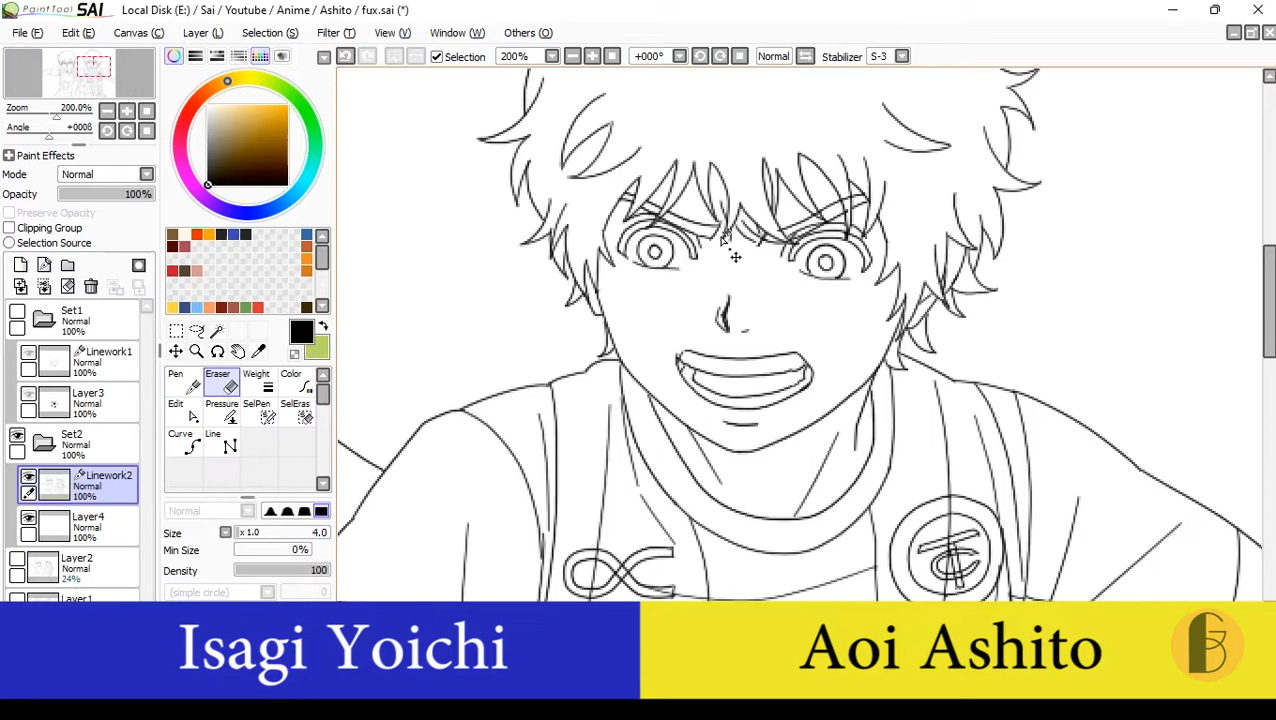 PaintTool SAI Local Disk (E:) / Sai / Youtube / Anime / Ashito / fux.sai (*)
File (F) Edit (E) Canvas (C) Layer (L) Selection (S) Filter (T) View (V) Window (W) Others (O)
Selection 200% +000° Normal Stabilizer S-3
Zoom 200.0%
Angle +000ß
Paint Effects
Mode Normal
Opacity 100%
Preserve Opacity
Clipping Group
Selection Source
Set1
Normal
100%
Linework1
Normal
100%
Layer3
Normal
100%
Set2
Normal
100%
Linework2
Normal
100%
Layer4
Normal
100%
Layer2
Normal
24%
Layer1
Pen Eraser Weight Color
Edit Pressure SelPen SelEras
Curve Line
Normal
Size x 1.0 4.0
Min Size 0%
Density 100
(simple circle)
Isagi Yoichi Aoi Ashito